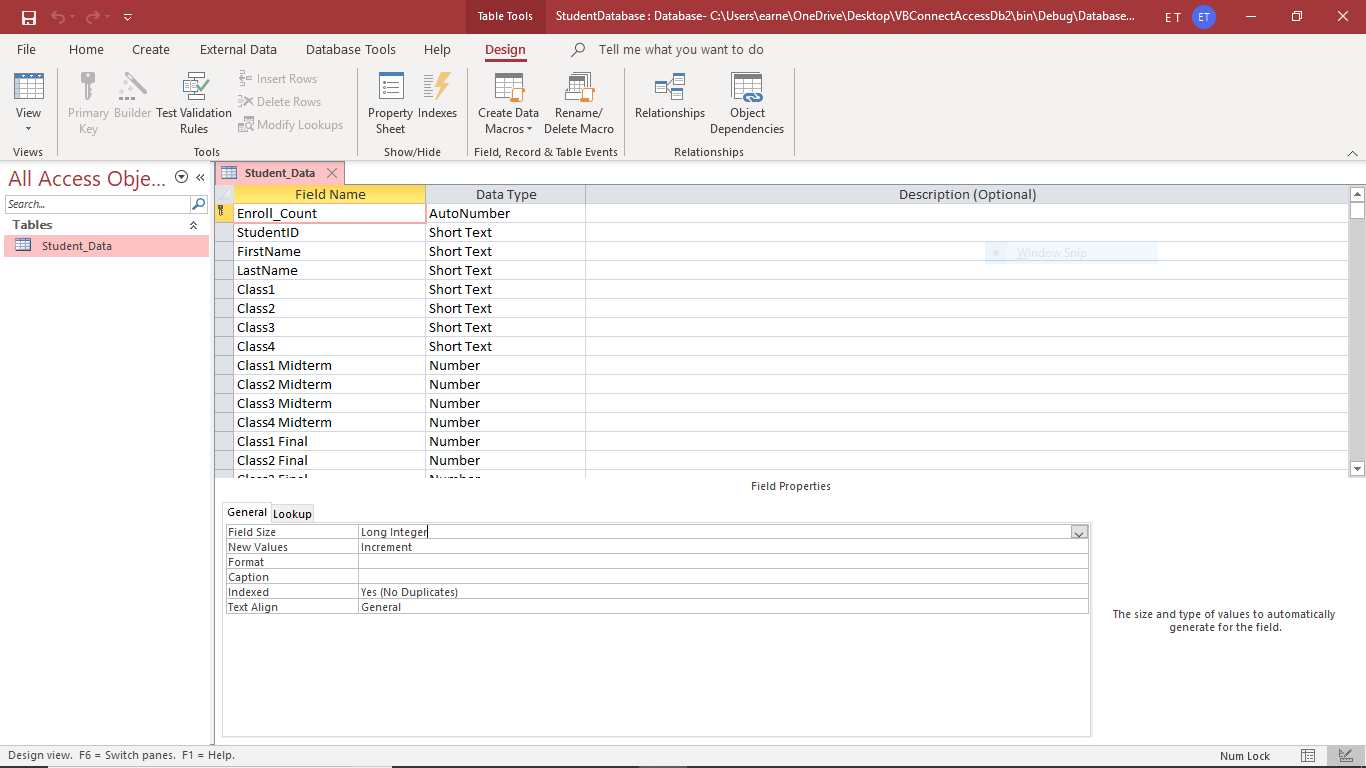 Table Tools
StudentDatabase : Database- C:\Users\earne\OneDrive\Desktop\VBConnectAccessDb2\bin\Debug\Database...
E T
ET
File Home Create External Data Database Tools Help Design Tell me what you want to do
View
Views
Primary Key
Builder
Test Validation Rules
Insert Rows
Delete Rows
Modify Lookups
Tools
Property Sheet
Indexes
Show/Hide
Create Data Macros
Rename/ Delete Macro
Field, Record & Table Events
Relationships
Object Dependencies
Relationships
All Access Obje...
Search...
Tables
Student_Data
Student_Data
Field Name Data Type Description (Optional)
Enroll_Count AutoNumber
StudentID Short Text
FirstName Short Text
Window Snip
LastName Short Text
Class1 Short Text
Class2 Short Text
Class3 Short Text
Class4 Short Text
Class1 Midterm Number
Class2 Midterm Number
Class3 Midterm Number
Class4 Midterm Number
Class1 Final Number
Class2 Final Number
Field Properties
General Lookup
Field Size Long Integer
New Values Increment
Format
Caption
Indexed Yes (No Duplicates)
Text Align General
The size and type of values to automatically
generate for the field.
Design view. F6 = Switch panes. F1 = Help.
Num Lock